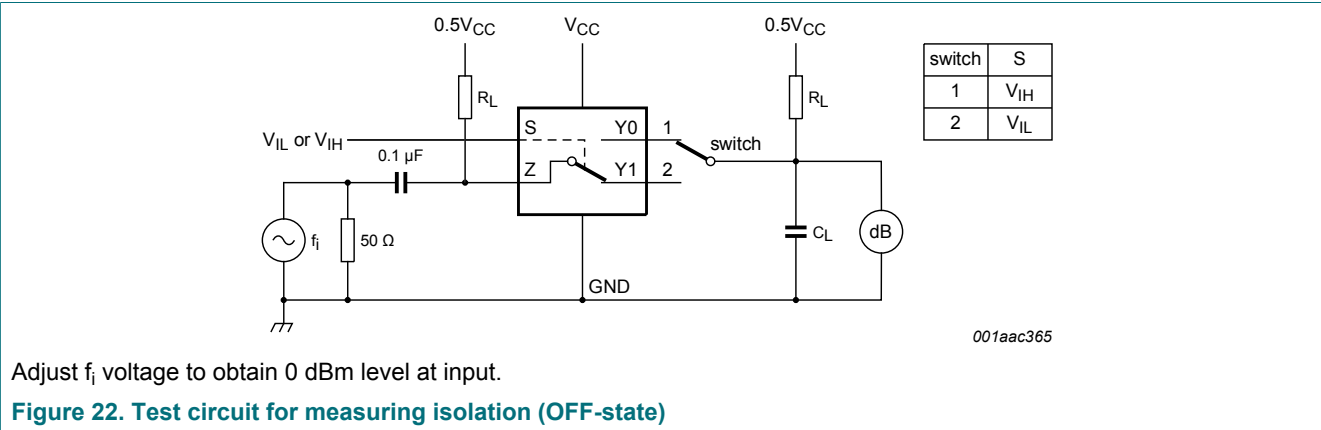 0.5VCC VCC 0.5VCC
switch S
1 VIH
2 VIL
RL RL
S Y0 1
switch
VIL or VIH
0.1 μF
Z Y1 2
fi 50 Ω
CL dB
GND
001aac365
Adjust fi voltage to obtain 0 dBm level at input.
Figure 22. Test circuit for measuring isolation (OFF-state)